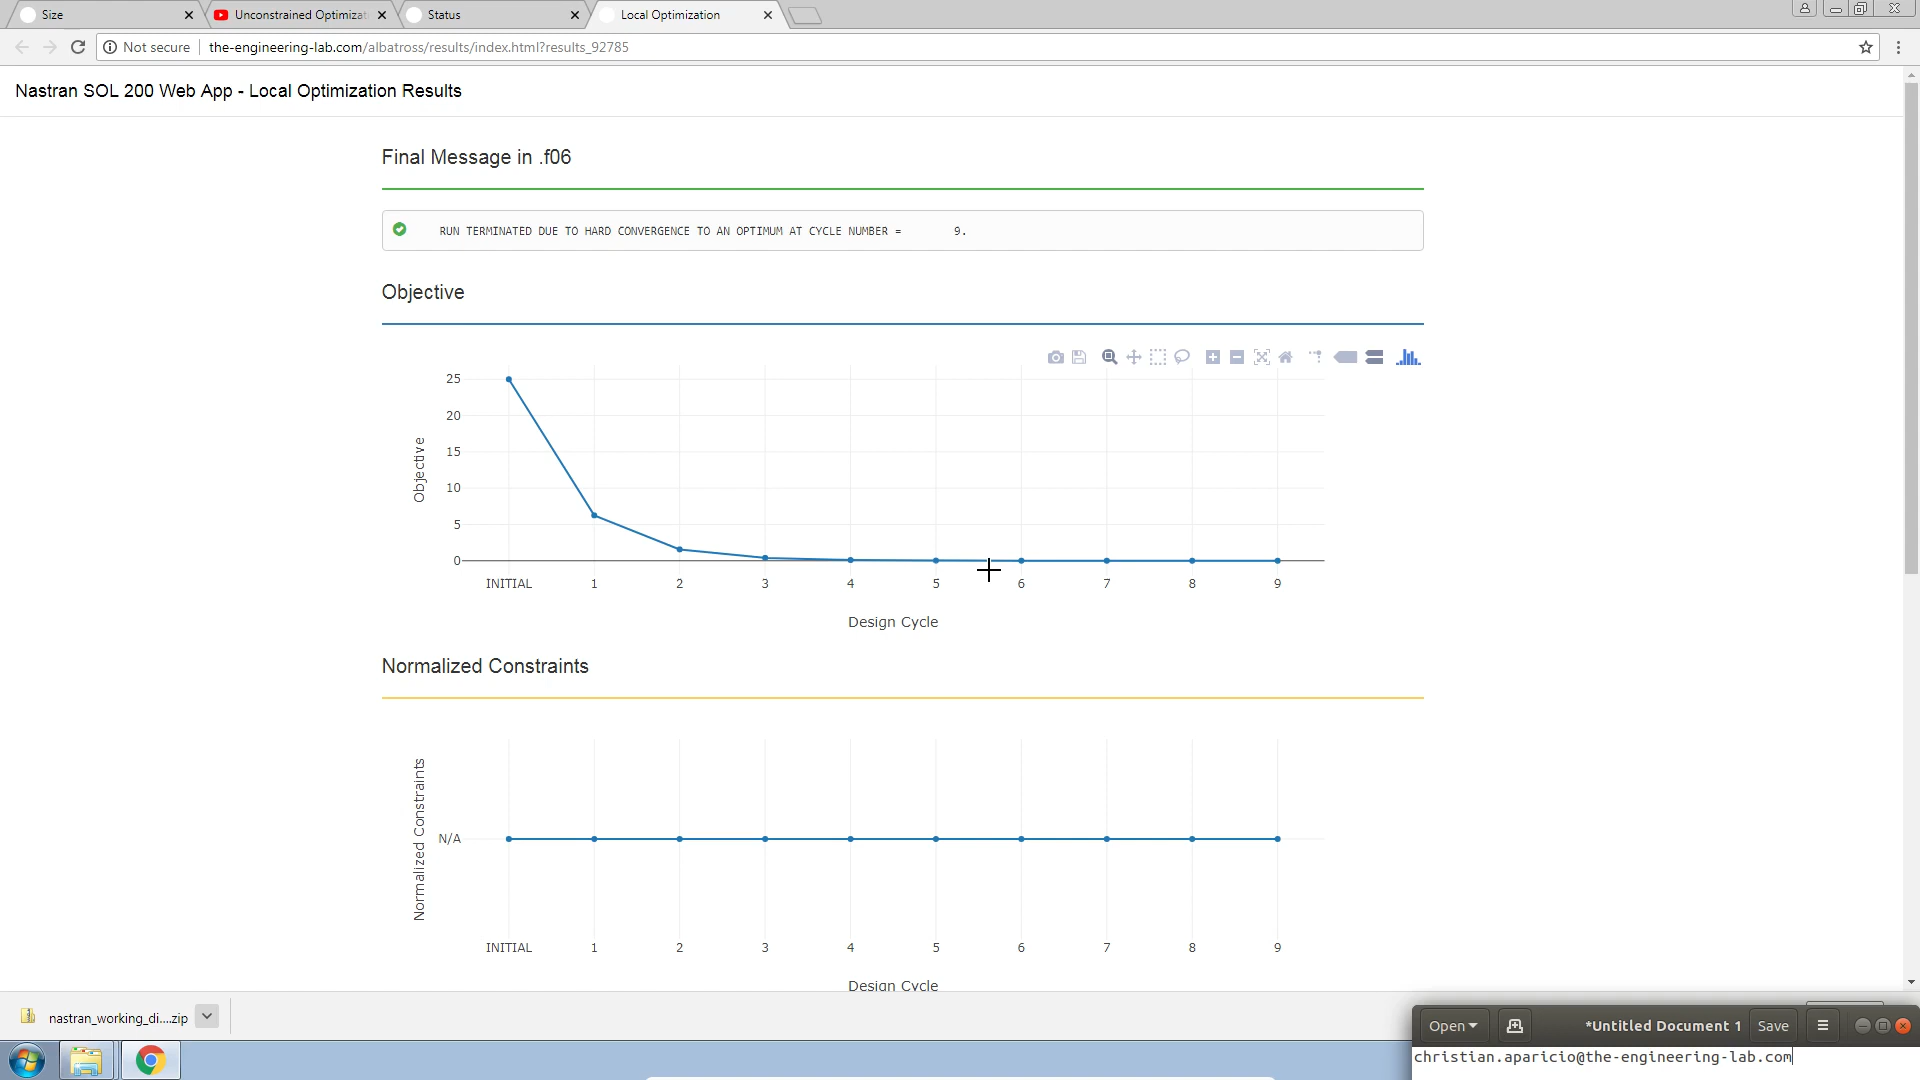 Size
Unconstrained Optimizat
Status
Local Optimization
Not secure
the-engineering-lab.com/albatross/results/index.html?results_92785
Nastran SOL 200 Web App - Local Optimization Results
Final Message in .f06
RUN TERMINATED DUE TO HARD CONVERGENCE TO AN OPTIMUM AT CYCLE NUMBER = 9.
Objective
25
20
15
10
5
0
Objective
INITIAL 1 2 3 4 5 6 7 8 9
Design Cycle
Normalized Constraints
Normalized Constraints
N/A
INITIAL 1 2 3 4 5 6 7 8 9
Design Cycle
nastran_working_di....zip
Open
*Untitled Document 1
Save
christian.aparicio@the-engineering-lab.com